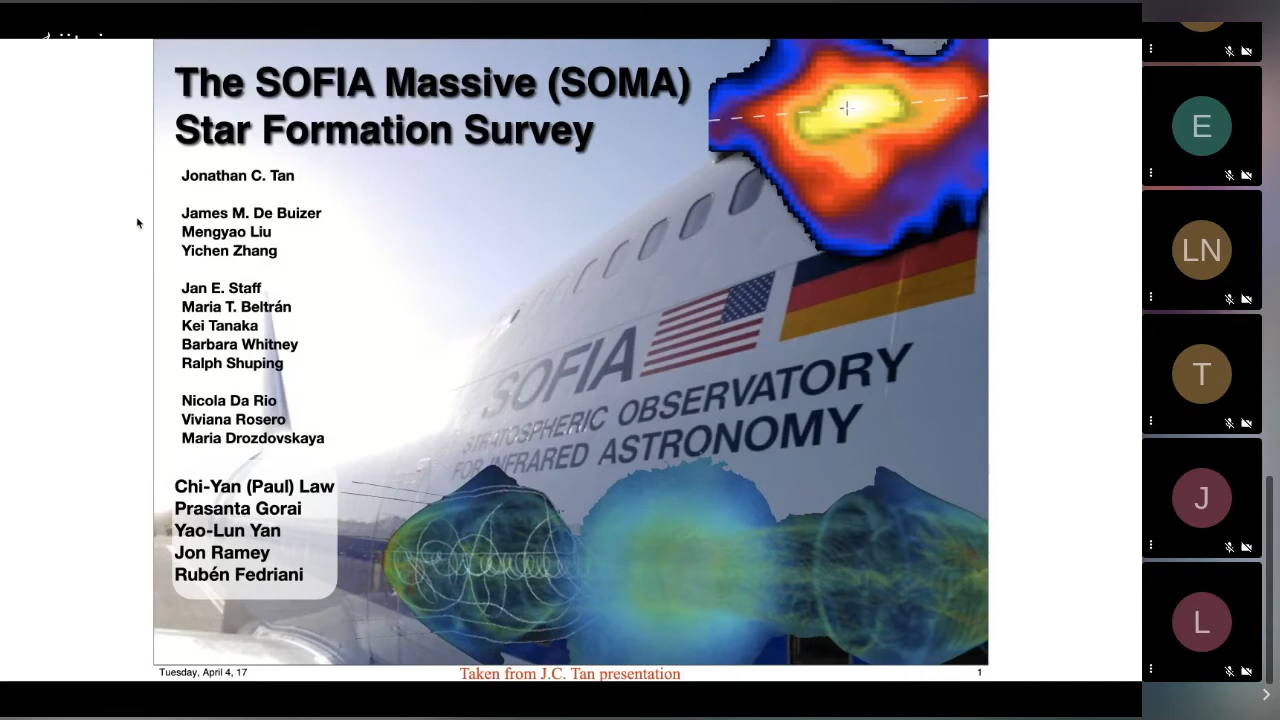 The SOFIA Massive (SOMA)
Star Formation Survey
Jonathan C. Tan
James M. De Buizer
Mengyao Liu
Yichen Zhang
Jan E. Staff
Maria T. Beltrán
Kei Tanaka
Barbara Whitney
Ralph Shuping
Nicola Da Rio
Viviana Rosero
Maria Drozdovskaya
Chi-Yan (Paul) Law
Prasanta Gorai
Yao-Lun Yan
Jon Ramey
Rubén Fedriani
SOFIA
STRATOSPHERIC OBSERVATORY
FOR INFRARED ASTRONOMY
Tuesday, April 4, 17
Taken from J.C. Tan presentation
1
E
LN
T
J
L